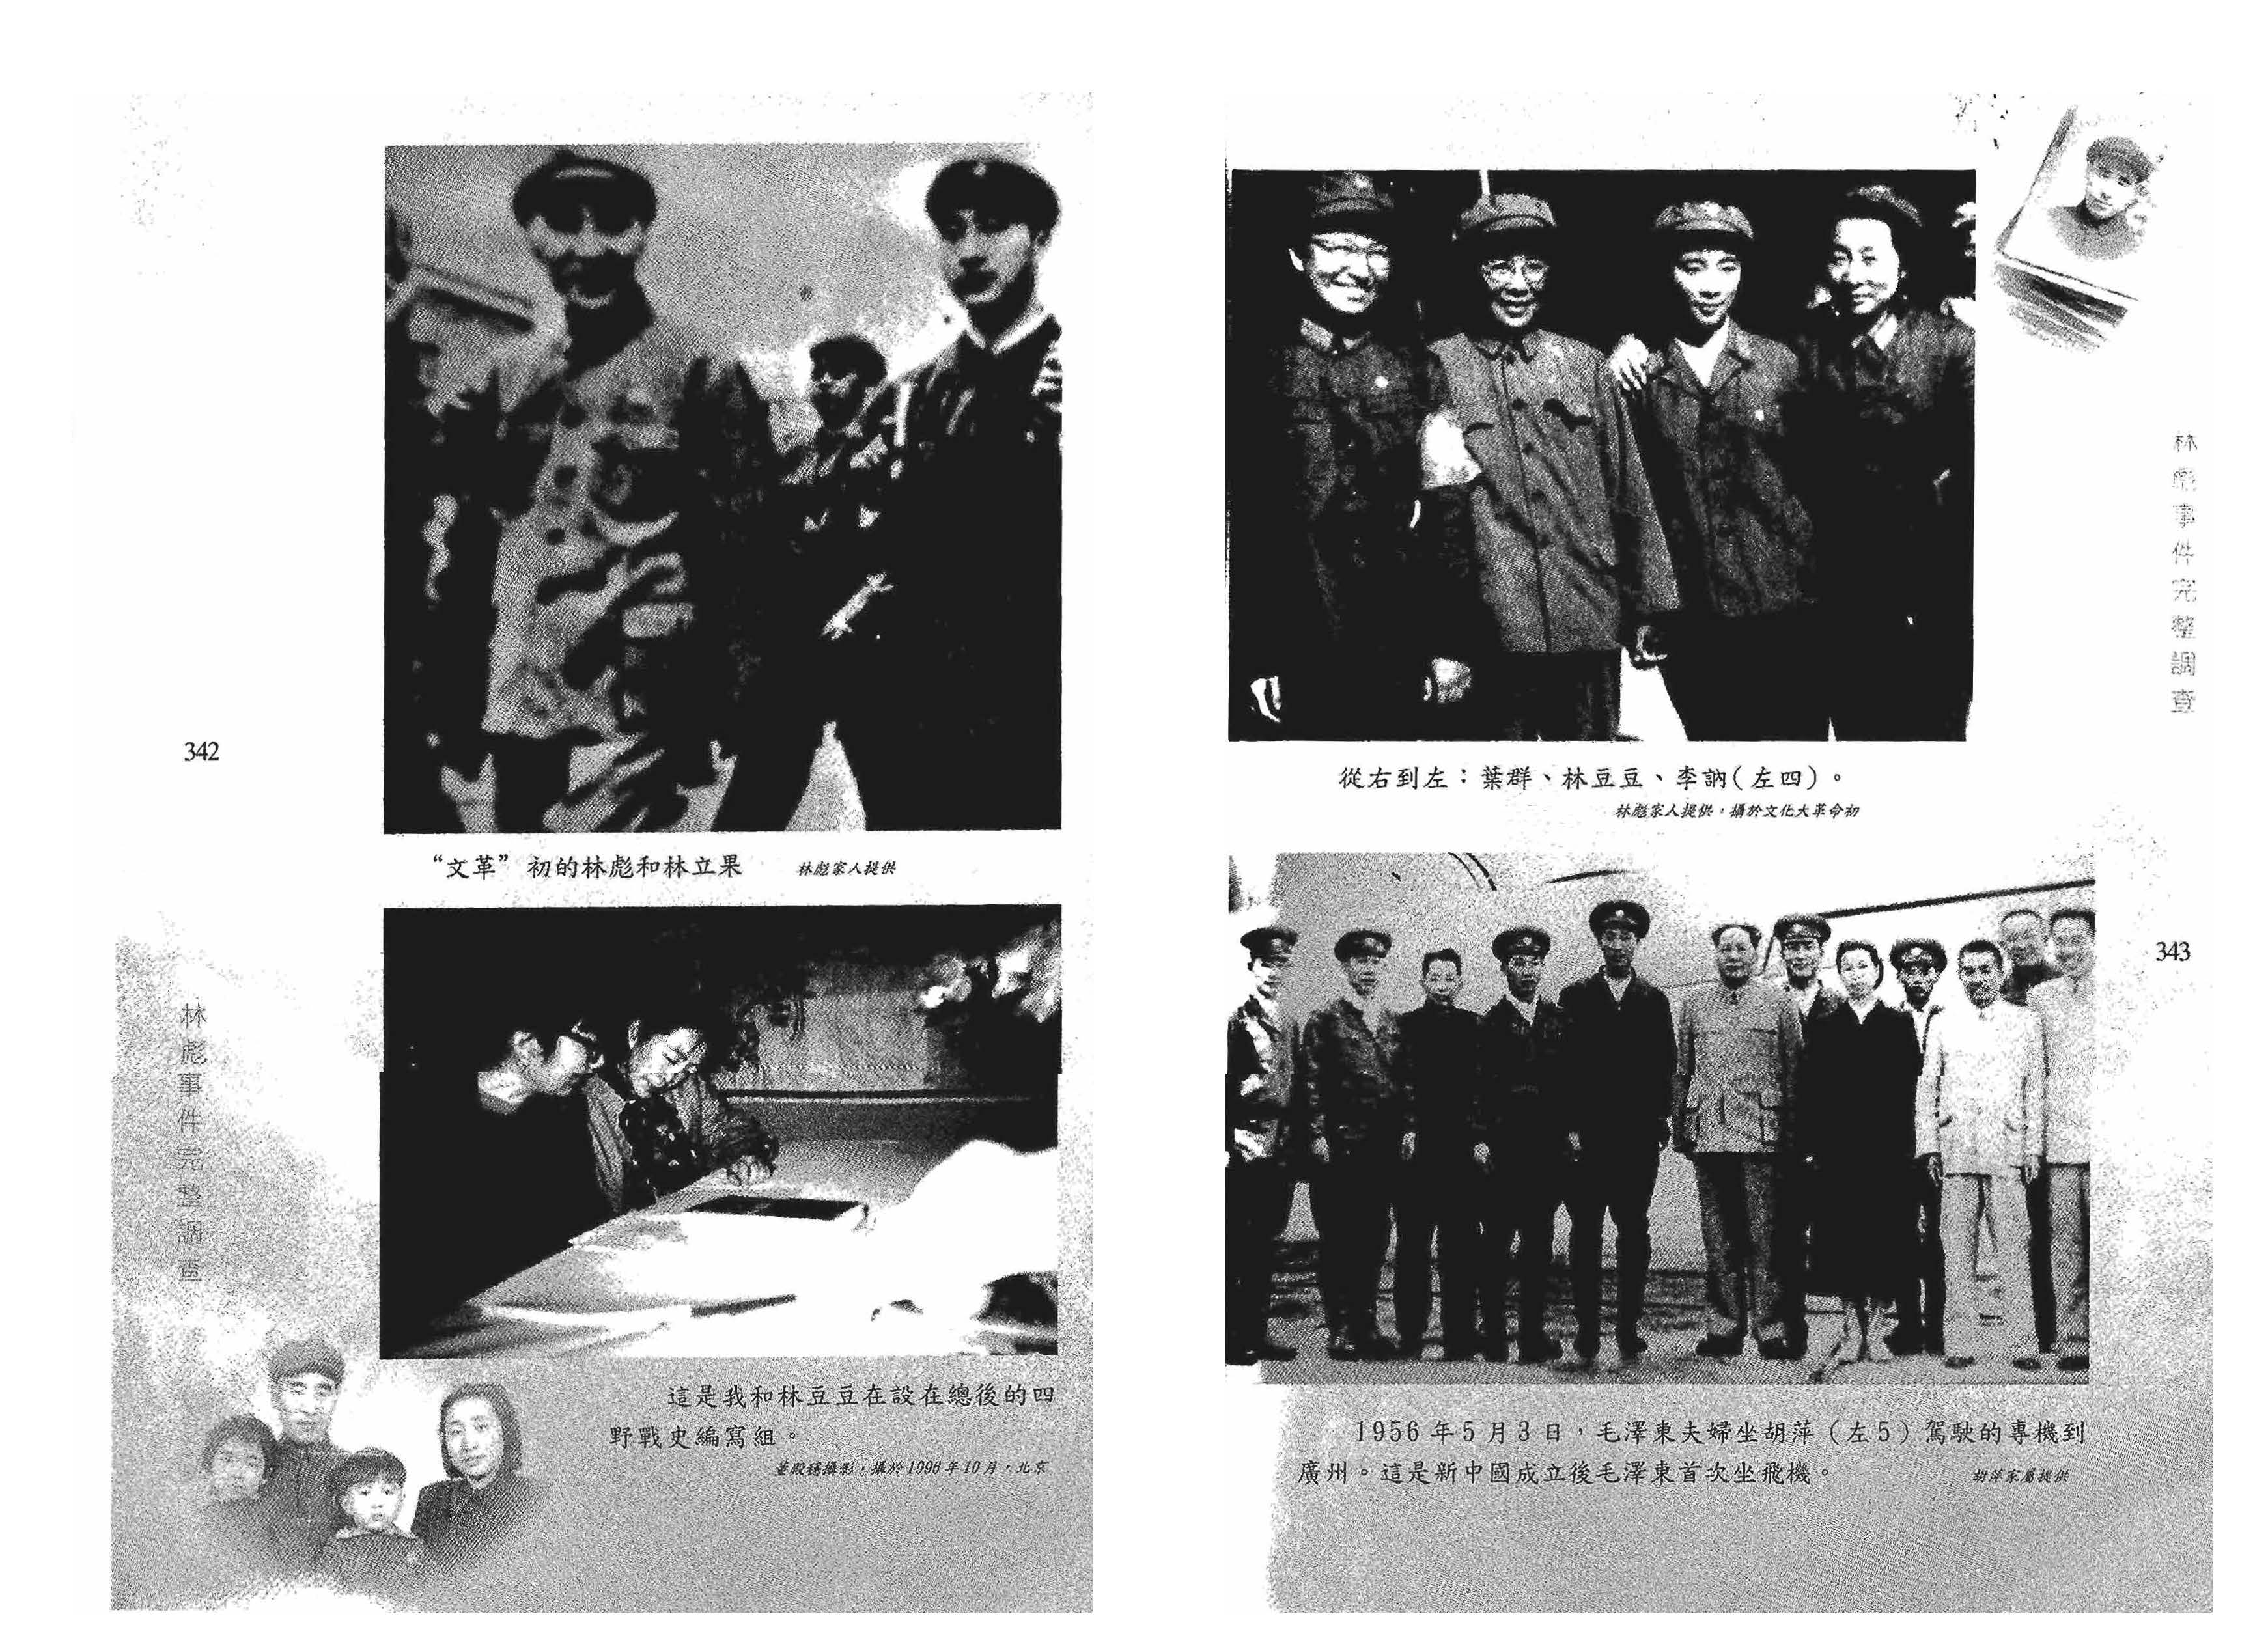 342
“文革”初的林彪和林立果
林彪家人提供
林彪事件完整調查
這是我和林豆豆在設在總後的四
野戰史編寫組。
攝影，攝於1996年10月，北京
林彪事件完整調查
從右到左：葉群、林豆豆、李訥（左四）。
林彪家人提供，攝於文化大革命初
343
1956年5月3日，毛澤東夫婦坐胡萍（左5）駕駛的專機到
廣州。這是新中國成立後毛澤東首次坐飛機。
胡萍家屬提供